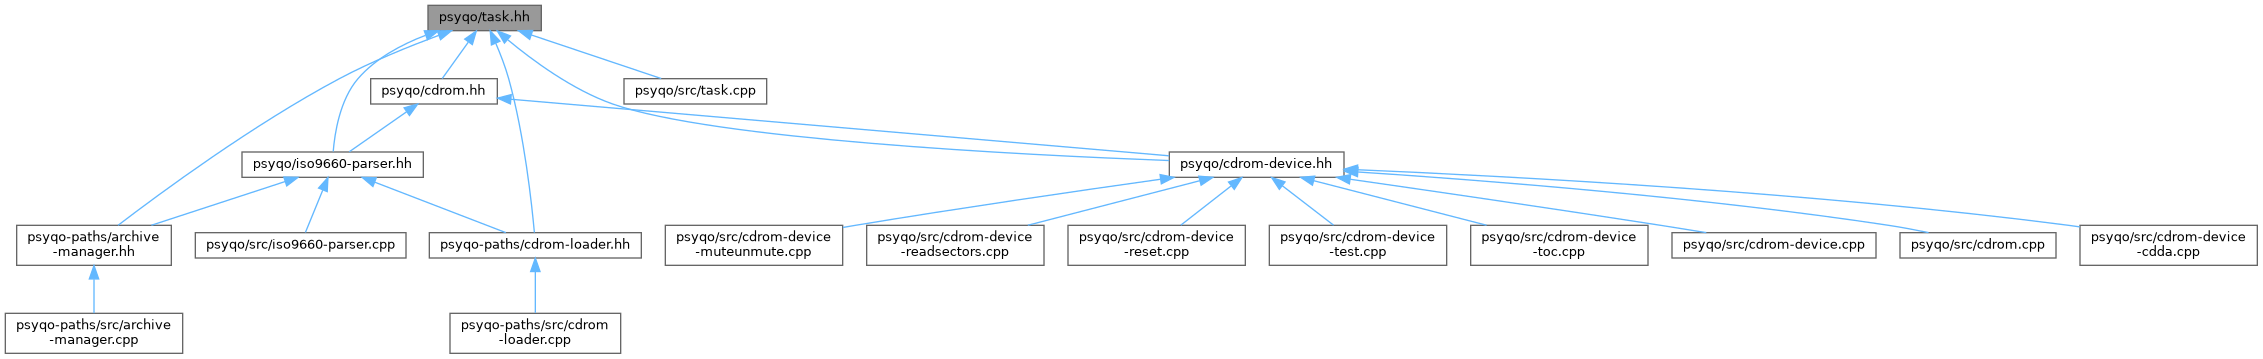 psyqo/task.hh
psyqo/cdrom.hh
psyqo/src/task.cpp
psyqo/iso9660-parser.hh
psyqo/cdrom-device.hh
psyqo-paths/archive
-manager.hh
psyqo/src/iso9660-parser.cpp
psyqo-paths/cdrom-loader.hh
psyqo/src/cdrom-device
-muteunmute.cpp
psyqo/src/cdrom-device
-readsectors.cpp
psyqo/src/cdrom-device
-reset.cpp
psyqo/src/cdrom-device
-test.cpp
psyqo/src/cdrom-device
-toc.cpp
psyqo/src/cdrom-device.cpp
psyqo/src/cdrom.cpp
psyqo/src/cdrom-device
-cdda.cpp
psyqo-paths/src/archive
-manager.cpp
psyqo-paths/src/cdrom
-loader.cpp